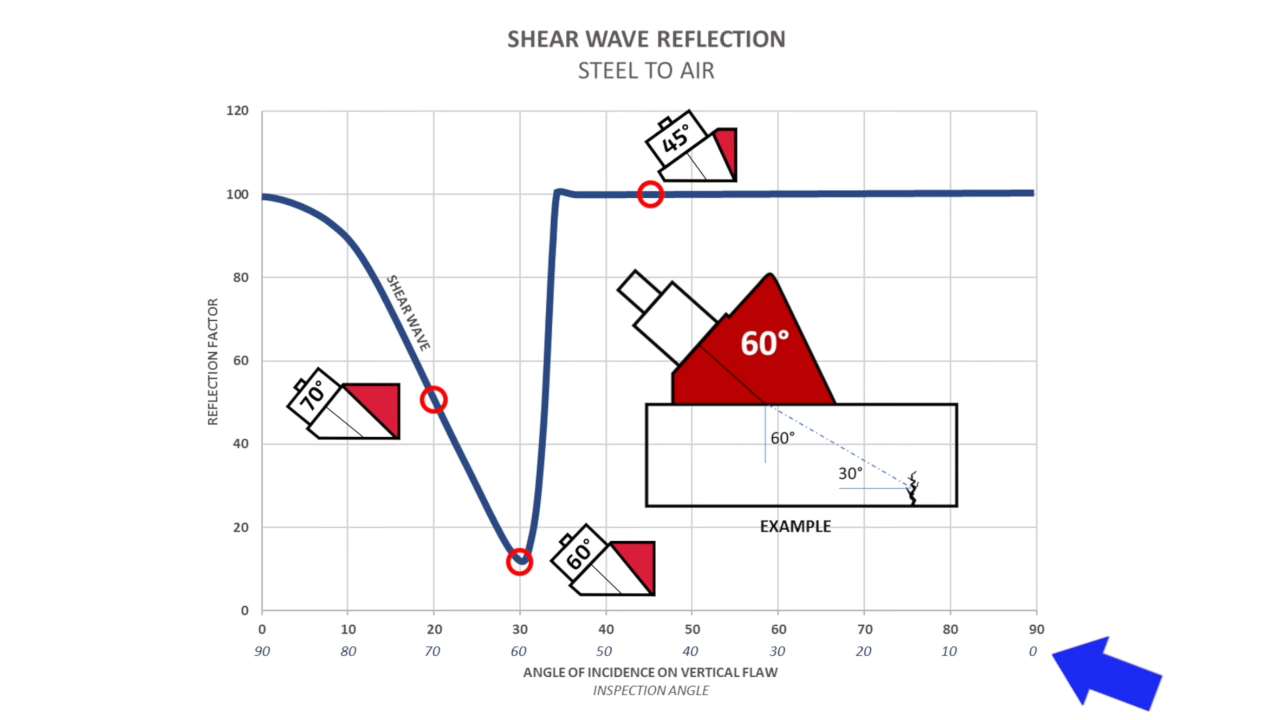 SHEAR WAVE REFLECTION
STEEL TO AIR
120
100
80
60
40
20
0
REFLECTION FACTOR
SHEAR WAVE
45°
70°
60°
60°
60°
30°
EXAMPLE
0 10 20 30 40 50 60 70 80 90
90 80 70 60 50 40 30 20 10 0
ANGLE OF INCIDENCE ON VERTICAL FLAW
INSPECTION ANGLE